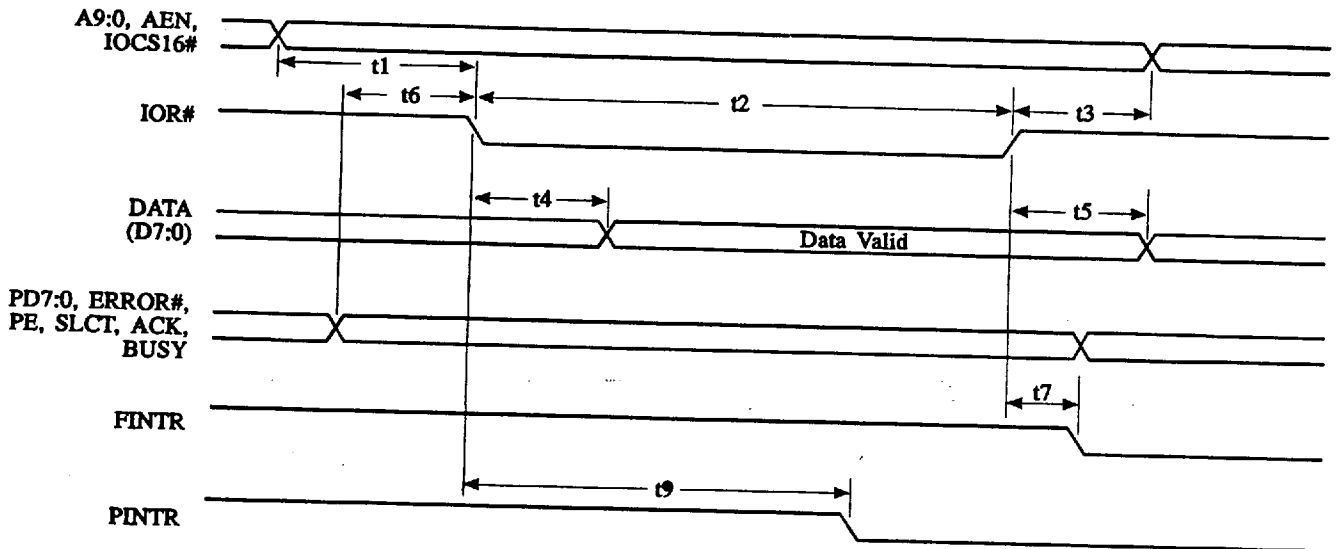 A9:0, AEN,
IOCS16#
t1
t6
t2
t3
IOR#
t4
t5
DATA
(D7:0)
Data Valid
PD7:0, ERROR#,
PE, SLCT, ACK,
BUSY
t7
FINTR
t9
PINTR